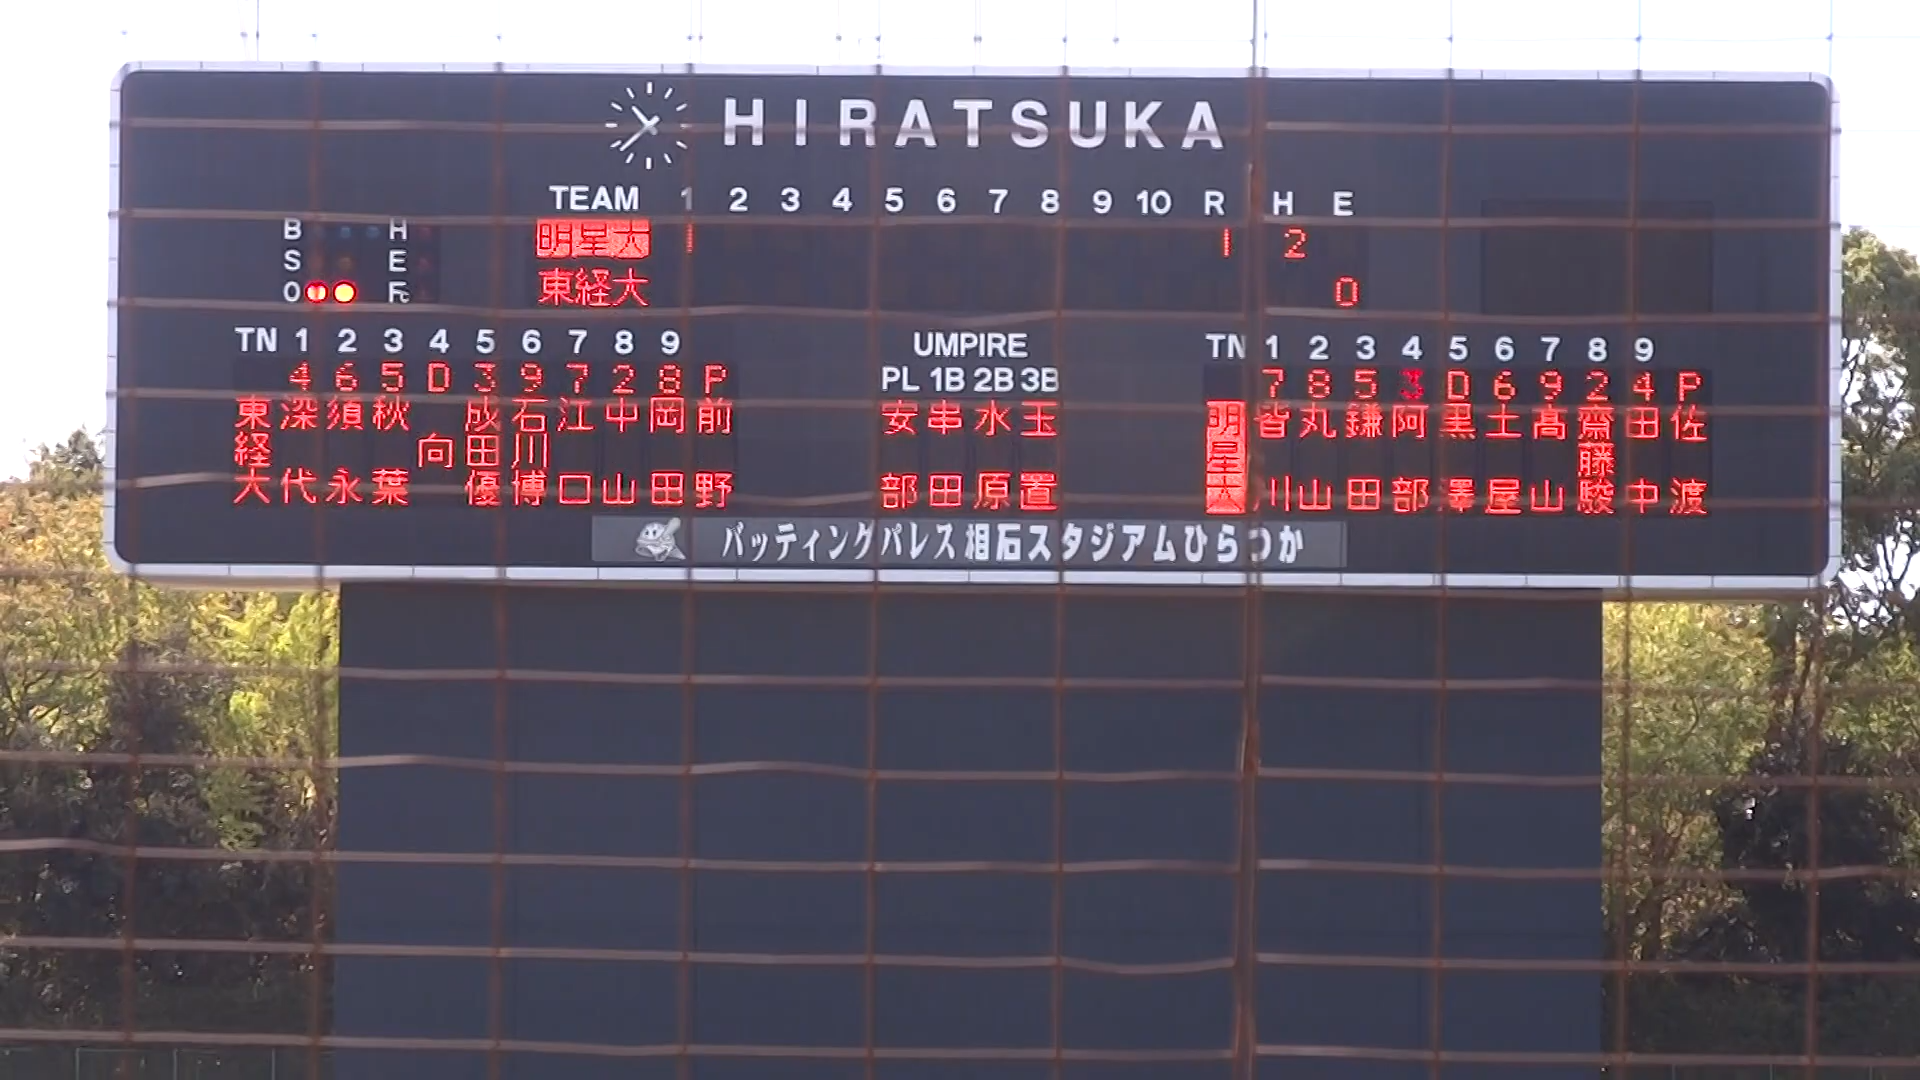 HIRATSUKA
TEAM 1 2 3 4 5 6 7 8 9 10 R H E
B H
明星大 1 1 2
S E
東経大 0
O Fc
TN 1 2 3 4 5 6 7 8 9
4 6 5 D 3 9 7 2 8 P
東経大 深代 須永 秋葉 向 成田優 石川博 江口 中山 岡田 前野
UMPIRE
PL 1B 2B 3B
安部 串田 水原 玉置
TN 1 2 3 4 5 6 7 8 9
7 8 5 3 D 6 9 2 4 P
明星大 皆川 丸山 鎌田 阿部 黒澤 土屋 髙山 齋藤駿 田中 佐渡
バッティングパレス相石スタジアムひらつか